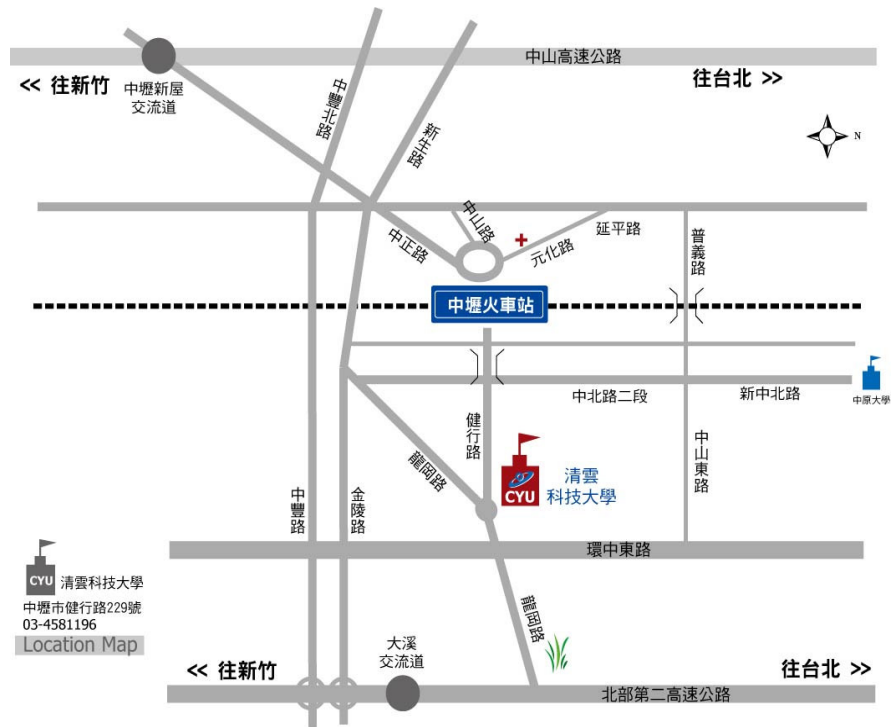 中山高速公路
<< 往新竹
往台北 >>
中壢新屋
交流道
中豐北路
新生路
N
中山路
中正路
元化路
延平路
普義路
中壢火車站
中北路二段
新中北路
中原大學
健行路
中山東路
龍岡路
CYU
清雲
科技大學
中豐路
金陵路
環中東路
CYU 清雲科技大學
中壢市健行路229號
03-4581196
Location Map
龍岡路
大溪
交流道
<< 往新竹
往台北 >>
北部第二高速公路